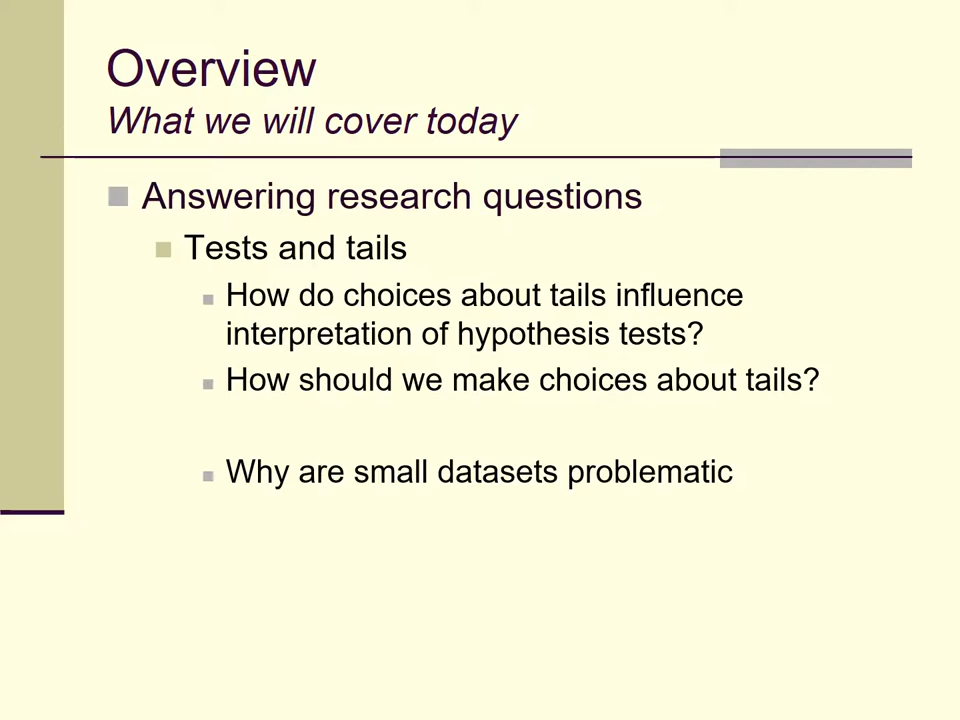 Overview
What we will cover today
Answering research questions
Tests and tails
How do choices about tails influence
interpretation of hypothesis tests?
How should we make choices about tails?
Why are small datasets problematic